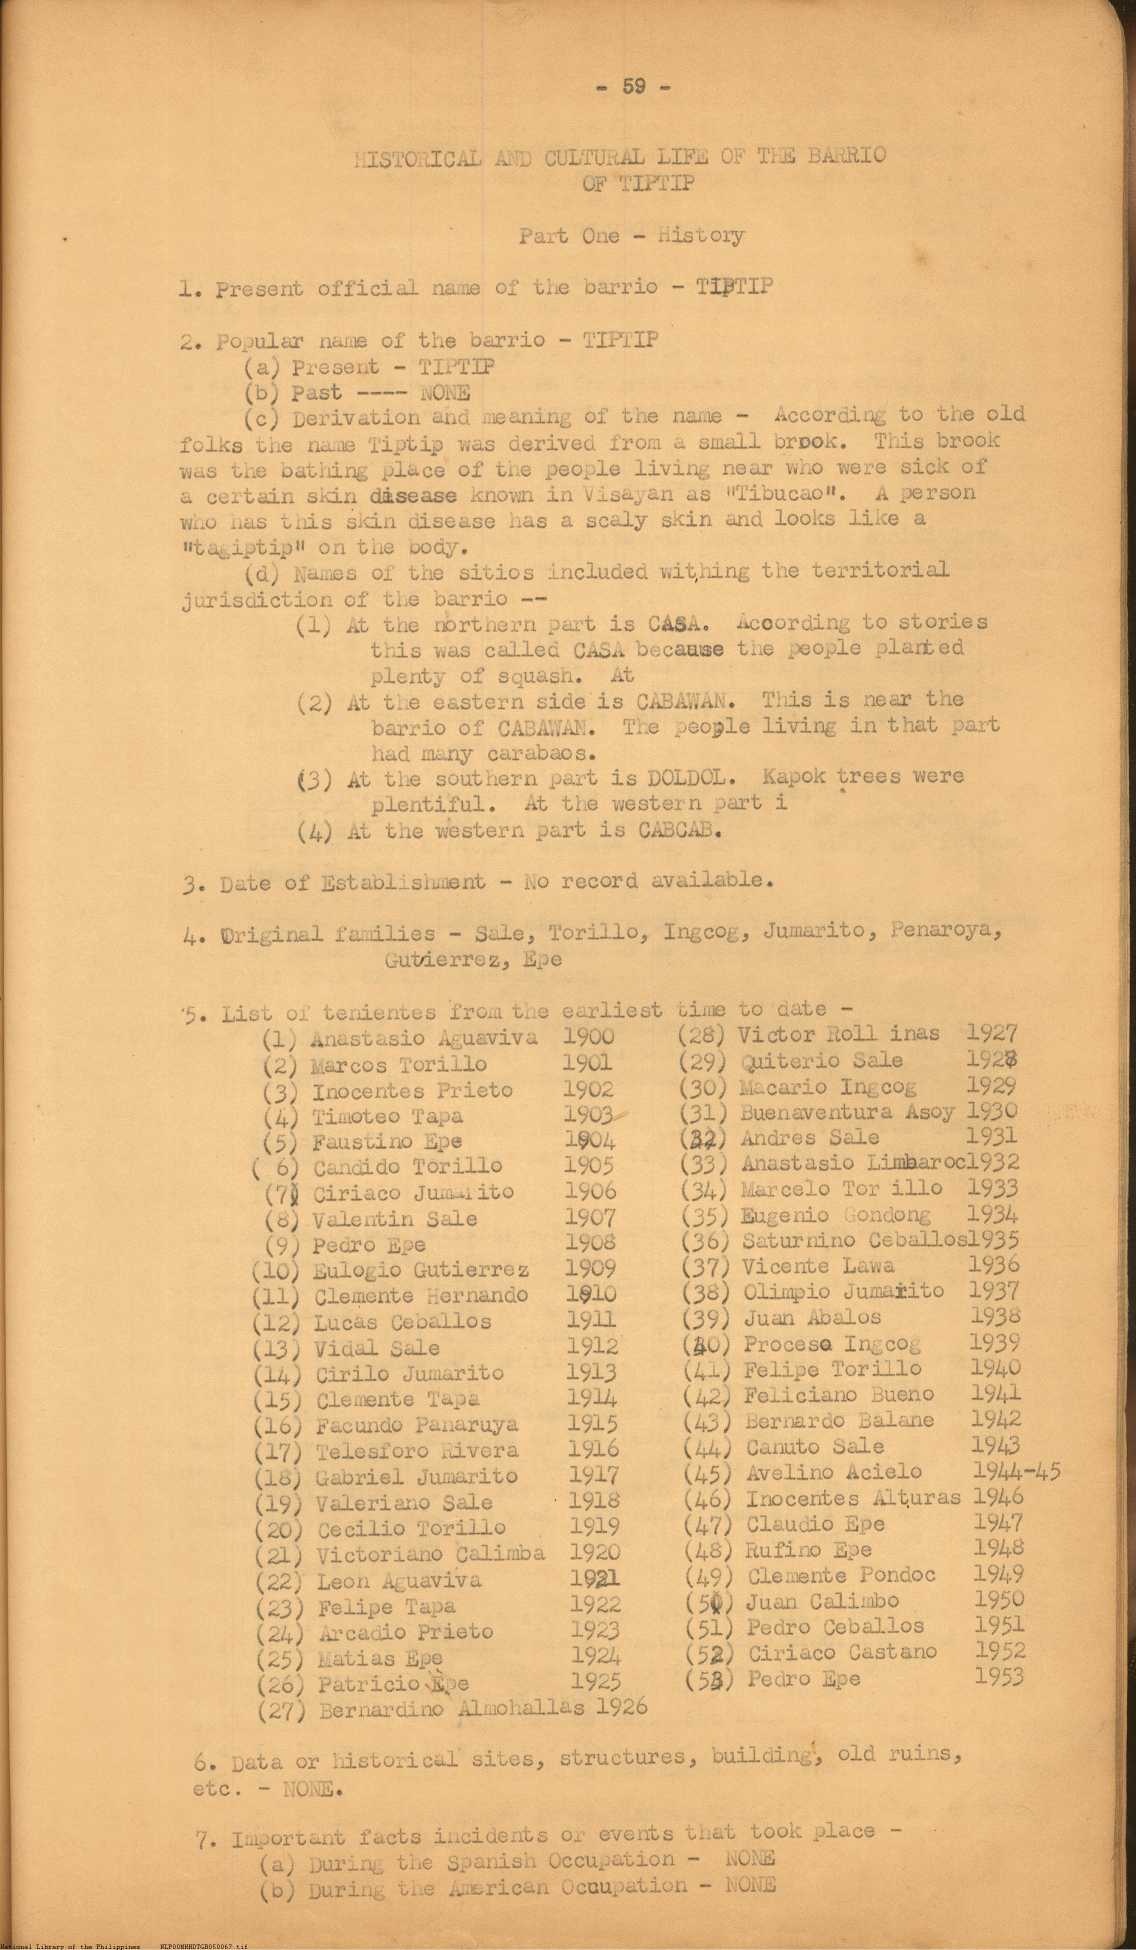 - 59 -
HISTORICAL AND CULTURAL LIFE OF THE BARRIO
OF TIPTIP
Part One - History
1. Present official name of the barrio - TIPTIP
2. Popular name of the barrio - TIPTIP
(a) Present - TIPTIP
(b) Past ---- NONE
(c) Derivation and meaning of the name - According to the old
folks the name Tiptip was derived from a small brook. This brook
was the bathing place of the people living near who were sick of
a certain skin disease known in Visayan as "Tibucao". A person
who has this skin disease has a scaly skin and looks like a
"tagiptip" on the body.
(d) Names of the sitios included withing the territorial
jurisdiction of the barrio --
(1) At the northern part is CASA. According to stories
this was called CASA because the people planted
plenty of squash. At
(2) At the eastern side is CABAWAN. This is near the
barrio of CABAWAN. The people living in that part
had many carabaos.
(3) At the southern part is DOLDOL. Kapok trees were
plentiful. At the western part i
(4) At the western part is CABCAB.
3. Date of Establishment - No record available.
4. Original families - Sale, Torillo, Ingcog, Jumarito, Penaroya,
Gutierrez, Epe
5. List of tenientes from the earliest time to date -
(1) Anastasio Aguaviva 1900 (28) Victor Roll inas 1927
(2) Marcos Torillo 1901 (29) Quiterio Sale 1928
(3) Inocentes Prieto 1902 (30) Macario Ingcog 1929
(4) Timoteo Tapa 1903 (31) Buenaventura Asoy 1930
(5) Faustino Epe 1904 (32) Andres Sale 1931
( 6) Candido Torillo 1905 (33) Anastasio Limbaroc1932
(7) Ciriaco Jumarito 1906 (34) Marcelo Tor illo 1933
(8) Valentin Sale 1907 (35) Eugenio Gondong 1934
(9) Pedro Epe 1908 (36) Saturnino Ceballos1935
(10) Eulogio Gutierrez 1909 (37) Vicente Lawa 1936
(11) Clemente Hernando 1910 (38) Olimpio Jumarito 1937
(12) Lucas Ceballos 1911 (39) Juan Abalos 1938
(13) Vidal Sale 1912 (40) Proceso Ingcog 1939
(14) Cirilo Jumarito 1913 (41) Felipe Torillo 1940
(15) Clemente Tapa 1914 (42) Feliciano Bueno 1941
(16) Facundo Panaruya 1915 (43) Bernardo Balane 1942
(17) Telesforo Rivera 1916 (44) Canuto Sale 1943
(18) Gabriel Jumarito 1917 (45) Avelino Acielo 1944-45
(19) Valeriano Sale 1918 (46) Inocentes Alturas 1946
(20) Cecilio Torillo 1919 (47) Claudio Epe 1947
(21) Victoriano Calimba 1920 (48) Rufino Epe 1948
(22) Leon Aguaviva 1921 (49) Clemente Pondoc 1949
(23) Felipe Tapa 1922 (50) Juan Calimbo 1950
(24) Arcadio Prieto 1923 (51) Pedro Ceballos 1951
(25) Matias Epe 1924 (52) Ciriaco Castano 1952
(26) Patricio Epe 1925 (53) Pedro Epe 1953
(27) Bernardino Almohallas 1926
6. Data or historical sites, structures, building, old ruins,
etc. - NONE.
7. Important facts incidents or events that took place -
(a) During the Spanish Occupation - NONE
(b) During the American Occupation - NONE
National Library of the Philippines NLP00MHHDTGB050067.tif